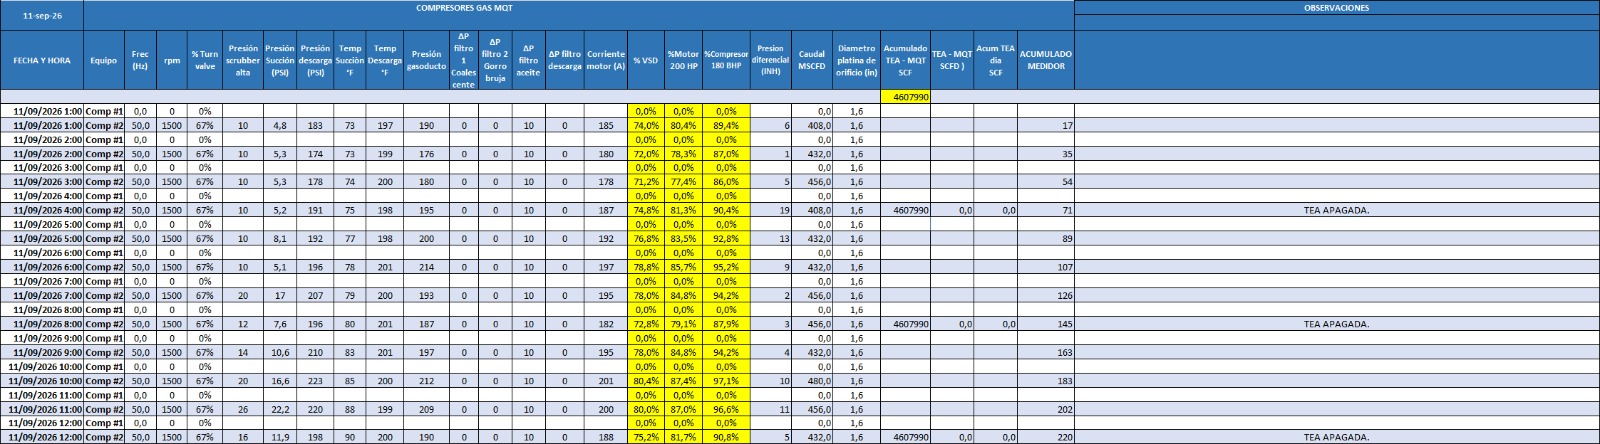 11-sep-26 COMPRESORES GAS MQT OBSERVACIONES
FECHA Y HORA Equipo Frec (Hz) rpm % Turn valve Presión scrubber alta Presión Succión (PSI) Presión descarga (PSI) Temp Succión °F Temp Descarga °F Presión gasoducto ΔP filtro 1 Coales cente ΔP filtro 2 Gorro bruja ΔP filtro aceite ΔP filtro descarga Corriente motor (A) % VSD %Motor 200 HP %Compresor 180 BHP Presion diferencial (INH) Caudal MSCFD Diametro platina de orificio (in) Acumulado TEA - MQT SCF TEA - MQT SCFD ) Acum TEA dia SCF ACUMULADO MEDIDOR
4607990
11/09/2026 1:00 Comp #1 0,0 0 0% 0,0% 0,0% 0,0% 0,0 1,6
11/09/2026 1:00 Comp #2 50,0 1500 67% 10 4,8 183 73 197 190 0 0 10 0 185 74,0% 80,4% 89,4% 6 408,0 1,6 17
11/09/2026 2:00 Comp #1 0,0 0 0% 0,0% 0,0% 0,0% 0,0 1,6
11/09/2026 2:00 Comp #2 50,0 1500 67% 10 5,3 174 73 199 176 0 0 10 0 180 72,0% 78,3% 87,0% 1 432,0 1,6 35
11/09/2026 3:00 Comp #1 0,0 0 0% 0,0% 0,0% 0,0% 0,0 1,6
11/09/2026 3:00 Comp #2 50,0 1500 67% 10 5,3 178 74 200 180 0 0 10 0 178 71,2% 77,4% 86,0% 5 456,0 1,6 54
11/09/2026 4:00 Comp #1 0,0 0 0% 0,0% 0,0% 0,0% 0,0 1,6
11/09/2026 4:00 Comp #2 50,0 1500 67% 10 5,2 191 75 198 195 0 0 10 0 187 74,8% 81,3% 90,4% 19 408,0 1,6 4607990 0,0 0,0 71 TEA APAGADA.
11/09/2026 5:00 Comp #1 0,0 0 0% 0,0% 0,0% 0,0% 0,0 1,6
11/09/2026 5:00 Comp #2 50,0 1500 67% 10 8,1 192 77 198 200 0 0 10 0 192 76,8% 83,5% 92,8% 13 432,0 1,6 89
11/09/2026 6:00 Comp #1 0,0 0 0% 0,0% 0,0% 0,0% 0,0 1,6
11/09/2026 6:00 Comp #2 50,0 1500 67% 10 5,1 196 78 201 214 0 0 10 0 197 78,8% 85,7% 95,2% 9 432,0 1,6 107
11/09/2026 7:00 Comp #1 0,0 0 0% 0,0% 0,0% 0,0% 0,0 1,6
11/09/2026 7:00 Comp #2 50,0 1500 67% 20 17 207 79 200 193 0 0 10 0 195 78,0% 84,8% 94,2% 2 456,0 1,6 126
11/09/2026 8:00 Comp #1 0,0 0 0% 0,0% 0,0% 0,0% 0,0 1,6
11/09/2026 8:00 Comp #2 50,0 1500 67% 12 7,6 196 80 201 187 0 0 10 0 182 72,8% 79,1% 87,9% 3 456,0 1,6 4607990 0,0 0,0 145 TEA APAGADA.
11/09/2026 9:00 Comp #1 0,0 0 0% 0,0% 0,0% 0,0% 0,0 1,6
11/09/2026 9:00 Comp #2 50,0 1500 67% 14 10,6 210 83 201 197 0 0 10 0 195 78,0% 84,8% 94,2% 4 432,0 1,6 163
11/09/2026 10:00 Comp #1 0,0 0 0% 0,0% 0,0% 0,0% 0,0 1,6
11/09/2026 10:00 Comp #2 50,0 1500 67% 20 16,6 223 85 200 212 0 0 10 0 201 80,4% 87,4% 97,1% 10 480,0 1,6 183
11/09/2026 11:00 Comp #1 0,0 0 0% 0,0% 0,0% 0,0% 0,0 1,6
11/09/2026 11:00 Comp #2 50,0 1500 67% 26 22,2 220 88 199 209 0 0 10 0 200 80,0% 87,0% 96,6% 11 456,0 1,6 202
11/09/2026 12:00 Comp #1 0,0 0 0% 0,0% 0,0% 0,0% 0,0 1,6
11/09/2026 12:00 Comp #2 50,0 1500 67% 16 11,9 198 90 200 190 0 0 10 0 188 75,2% 81,7% 90,8% 5 432,0 1,6 4607990 0,0 0,0 220 TEA APAGADA.